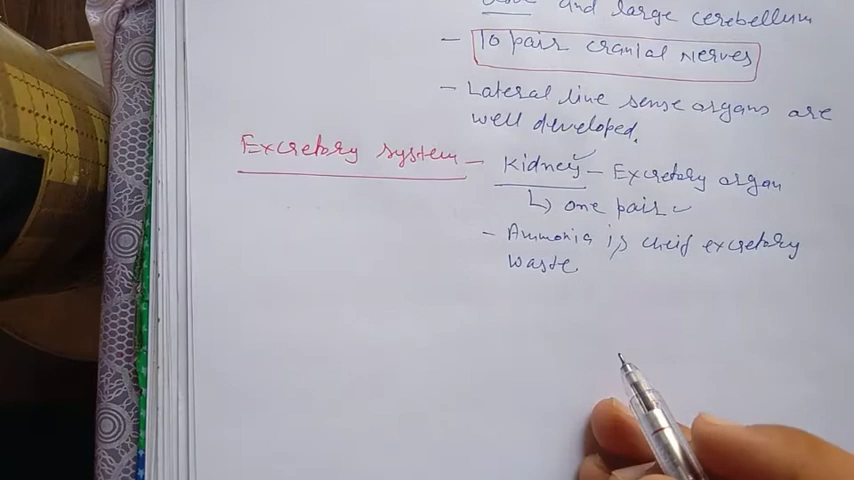 and large cerebellum
- 10 pair cranial nerves
- Lateral line sense organs are
well developed.
Excretory system - Kidney - Excretory organ
↳ one pair
- Ammonia is cheif excretory
waste